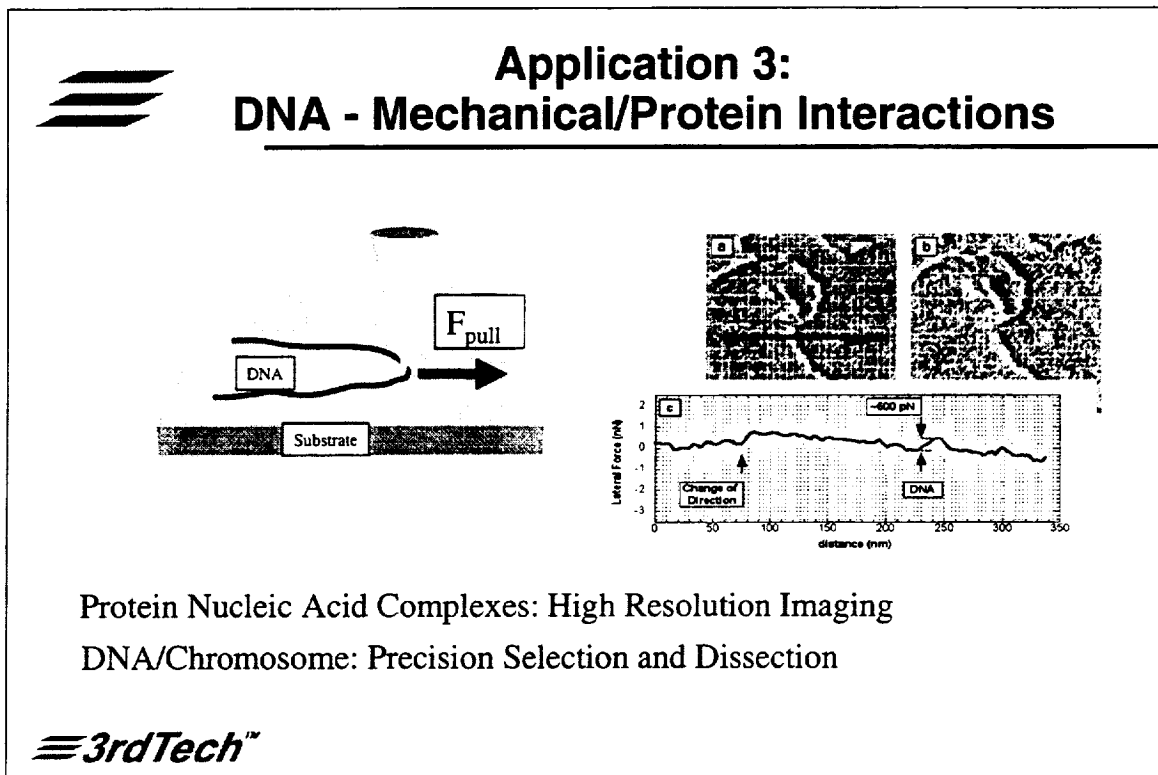 Application 3:
DNA - Mechanical/Protein Interactions
F pull
DNA
Substrate
a
b
c
~600 pN
Lateral Force (nN)
2
1
0
-1
-2
-3
Change of
Direction
DNA
0
50
100
150
200
250
300
350
distance (nm)
Protein Nucleic Acid Complexes: High Resolution Imaging
DNA/Chromosome: Precision Selection and Dissection
3rdTech™